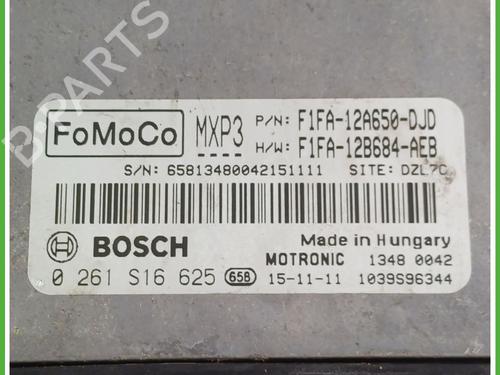 B-PARTS
FoMoCo MXP3 P/N: F1FA-12A650-DJD
H/W: F1FA-12B684-AEB
S/N: 65813480042151111 SITE: DZL7C
BOSCH Made in Hungary
MOTRONIC 1348 0042
0 261 S16 625 658 15-11-11 1039S96344